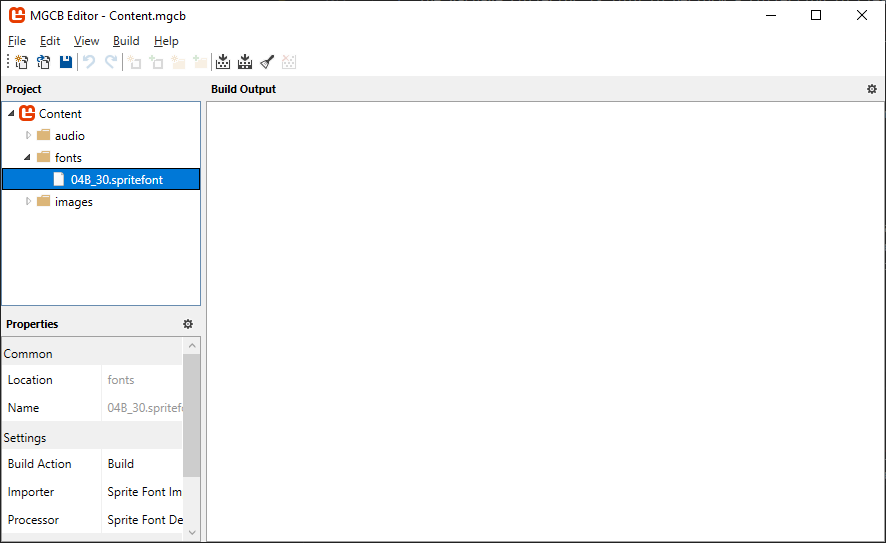 MGCB Editor - Content.mgcb
File Edit View Build Help
Project
Content
audio
fonts
04B_30.spritefont
images
Properties
Common
Location fonts
Name 04B_30.spritefo
Settings
Build Action Build
Importer Sprite Font Im
Processor Sprite Font De
Build Output